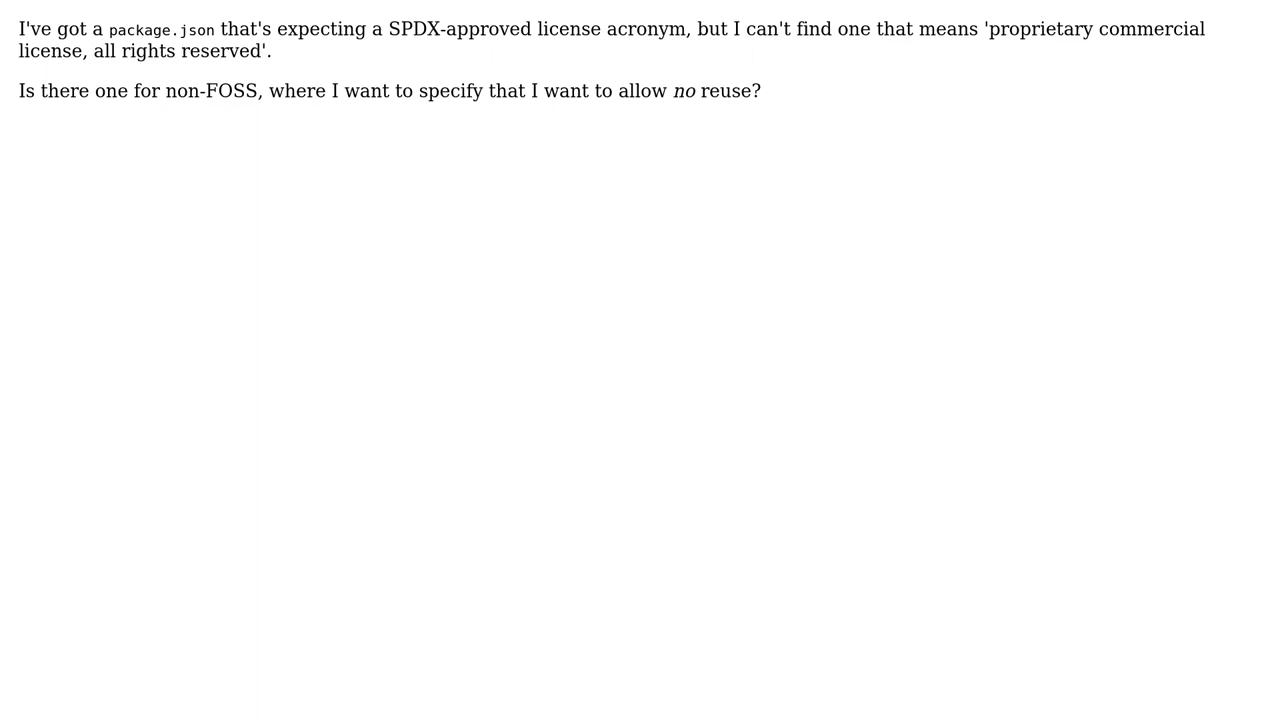 I've got a package.json that's expecting a SPDX-approved license acronym, but I can't find one that means 'proprietary commercial
license, all rights reserved'.
Is there one for non-FOSS, where I want to specify that I want to allow no reuse?